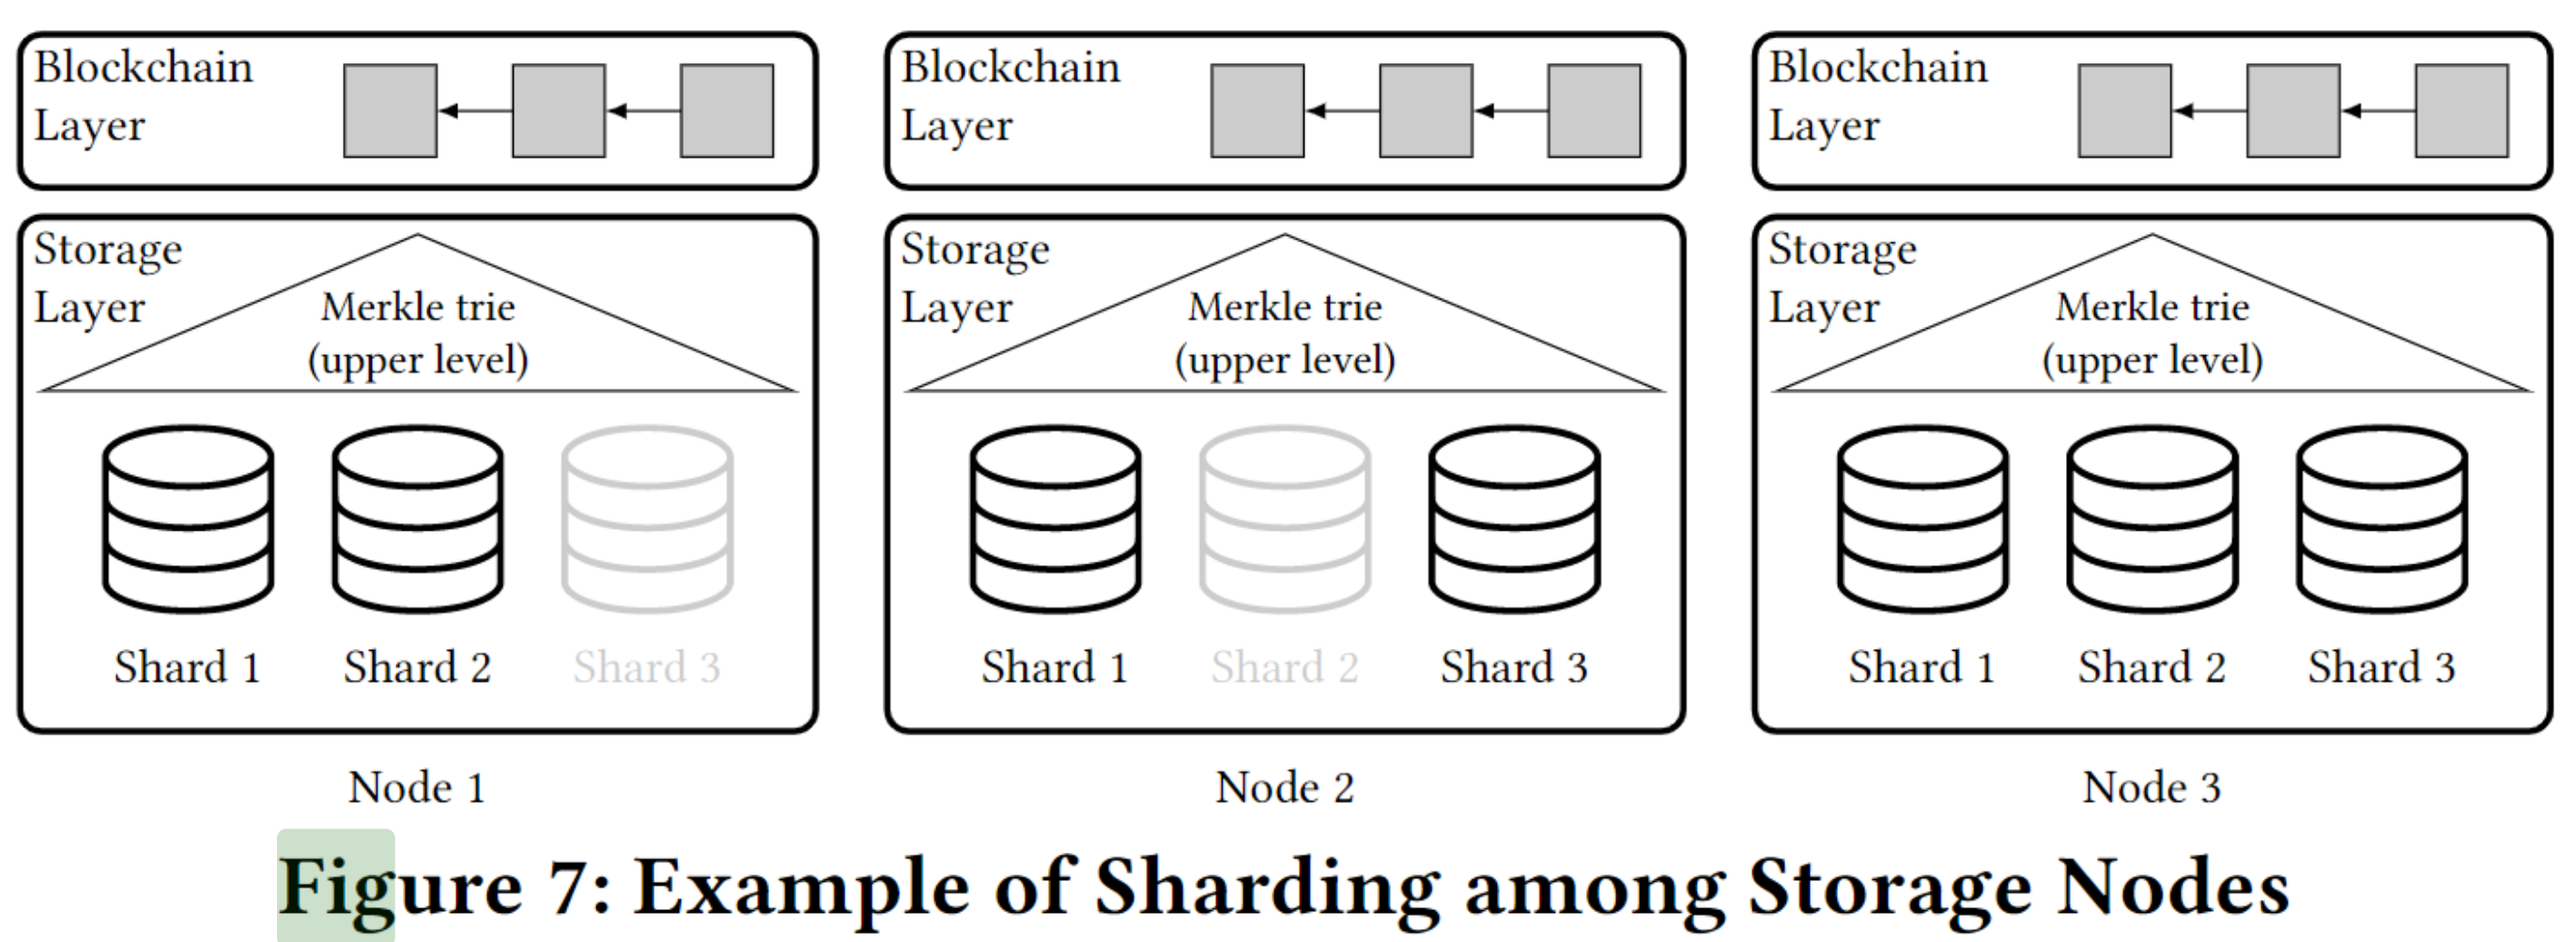 Blockchain
Layer
Storage
Layer
Merkle trie
(upper level)
Shard 1
Shard 2
Shard 3
Node 1
Blockchain
Layer
Storage
Layer
Merkle trie
(upper level)
Shard 1
Shard 2
Shard 3
Node 2
Blockchain
Layer
Storage
Layer
Merkle trie
(upper level)
Shard 1
Shard 2
Shard 3
Node 3
Figure 7: Example of Sharding among Storage Nodes